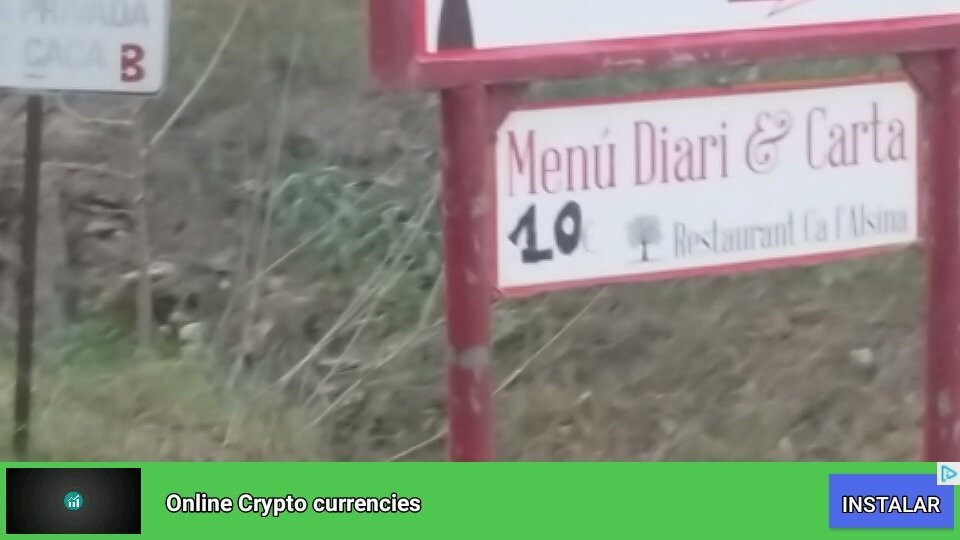 PRIVADA
CAÇA B
Menú Diari & Carta
10€ Restaurant Ca l'Alsina
Online Crypto currencies
INSTALAR